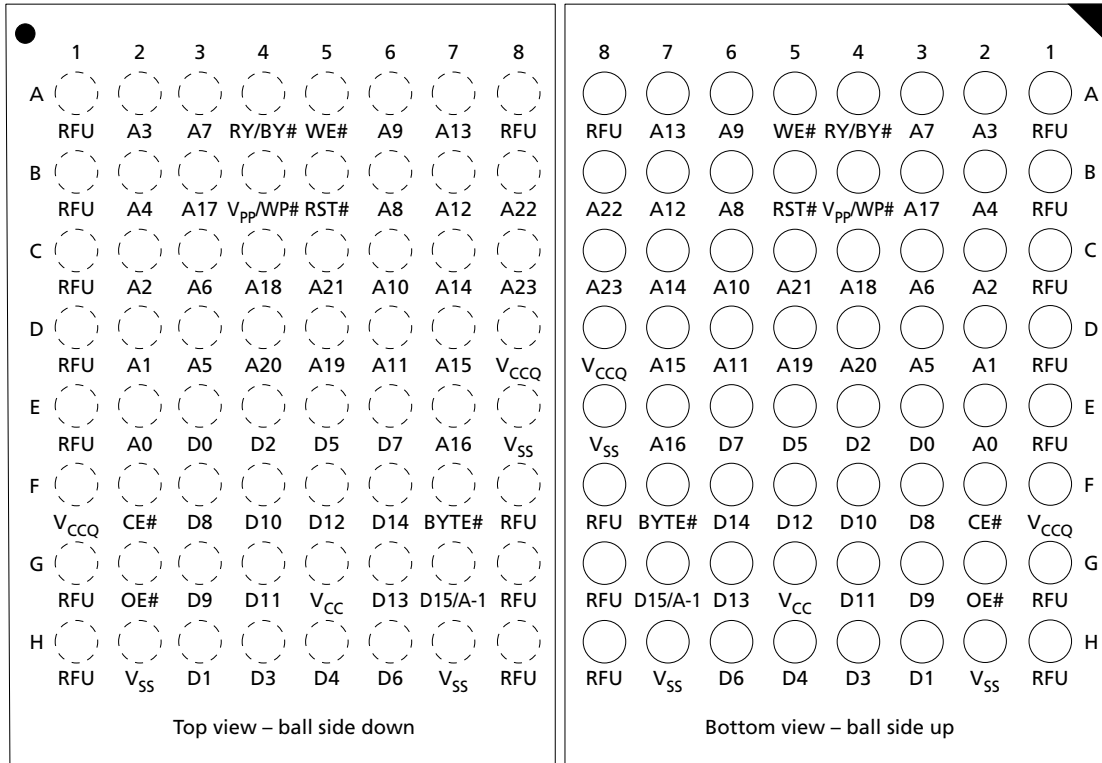 1 2 3 4 5 6 7 8
A
RFU A3 A7 RY/BY# WE# A9 A13 RFU
B
RFU A4 A17 VPP/WP# RST# A8 A12 A22
C
RFU A2 A6 A18 A21 A10 A14 A23
D
RFU A1 A5 A20 A19 A11 A15 VCCQ
E
RFU A0 D0 D2 D5 D7 A16 VSS
F
VCCQ CE# D8 D10 D12 D14 BYTE# RFU
G
RFU OE# D9 D11 VCC D13 D15/A-1 RFU
H
RFU VSS D1 D3 D4 D6 VSS RFU
Top view – ball side down
8 7 6 5 4 3 2 1
A
RFU A13 A9 WE# RY/BY# A7 A3 RFU
B
A22 A12 A8 RST# VPP/WP# A17 A4 RFU
C
A23 A14 A10 A21 A18 A6 A2 RFU
D
VCCQ A15 A11 A19 A20 A5 A1 RFU
E
VSS A16 D7 D5 D2 D0 A0 RFU
F
RFU BYTE# D14 D12 D10 D8 CE# VCCQ
G
RFU D15/A-1 D13 VCC D11 D9 OE# RFU
H
RFU VSS D6 D4 D3 D1 VSS RFU
Bottom view – ball side up